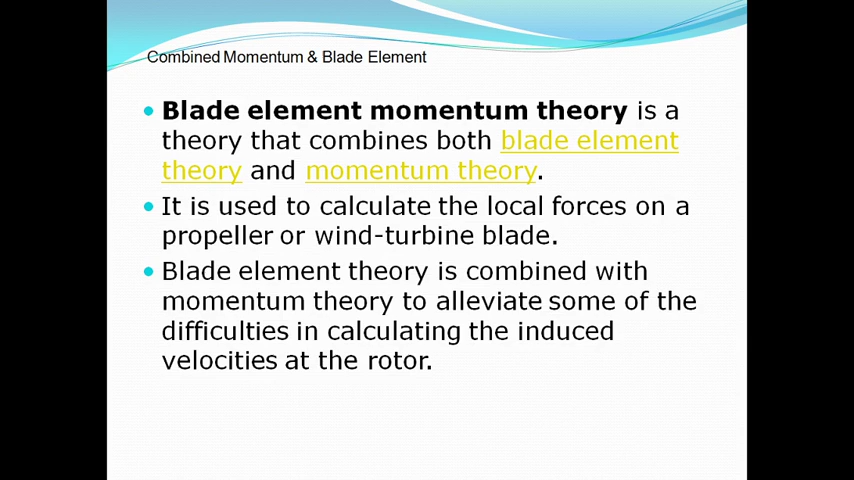 Combined Momentum & Blade Element
Blade element momentum theory is a
theory that combines both blade element
theory and momentum theory.
It is used to calculate the local forces on a
propeller or wind-turbine blade.
Blade element theory is combined with
momentum theory to alleviate some of the
difficulties in calculating the induced
velocities at the rotor.